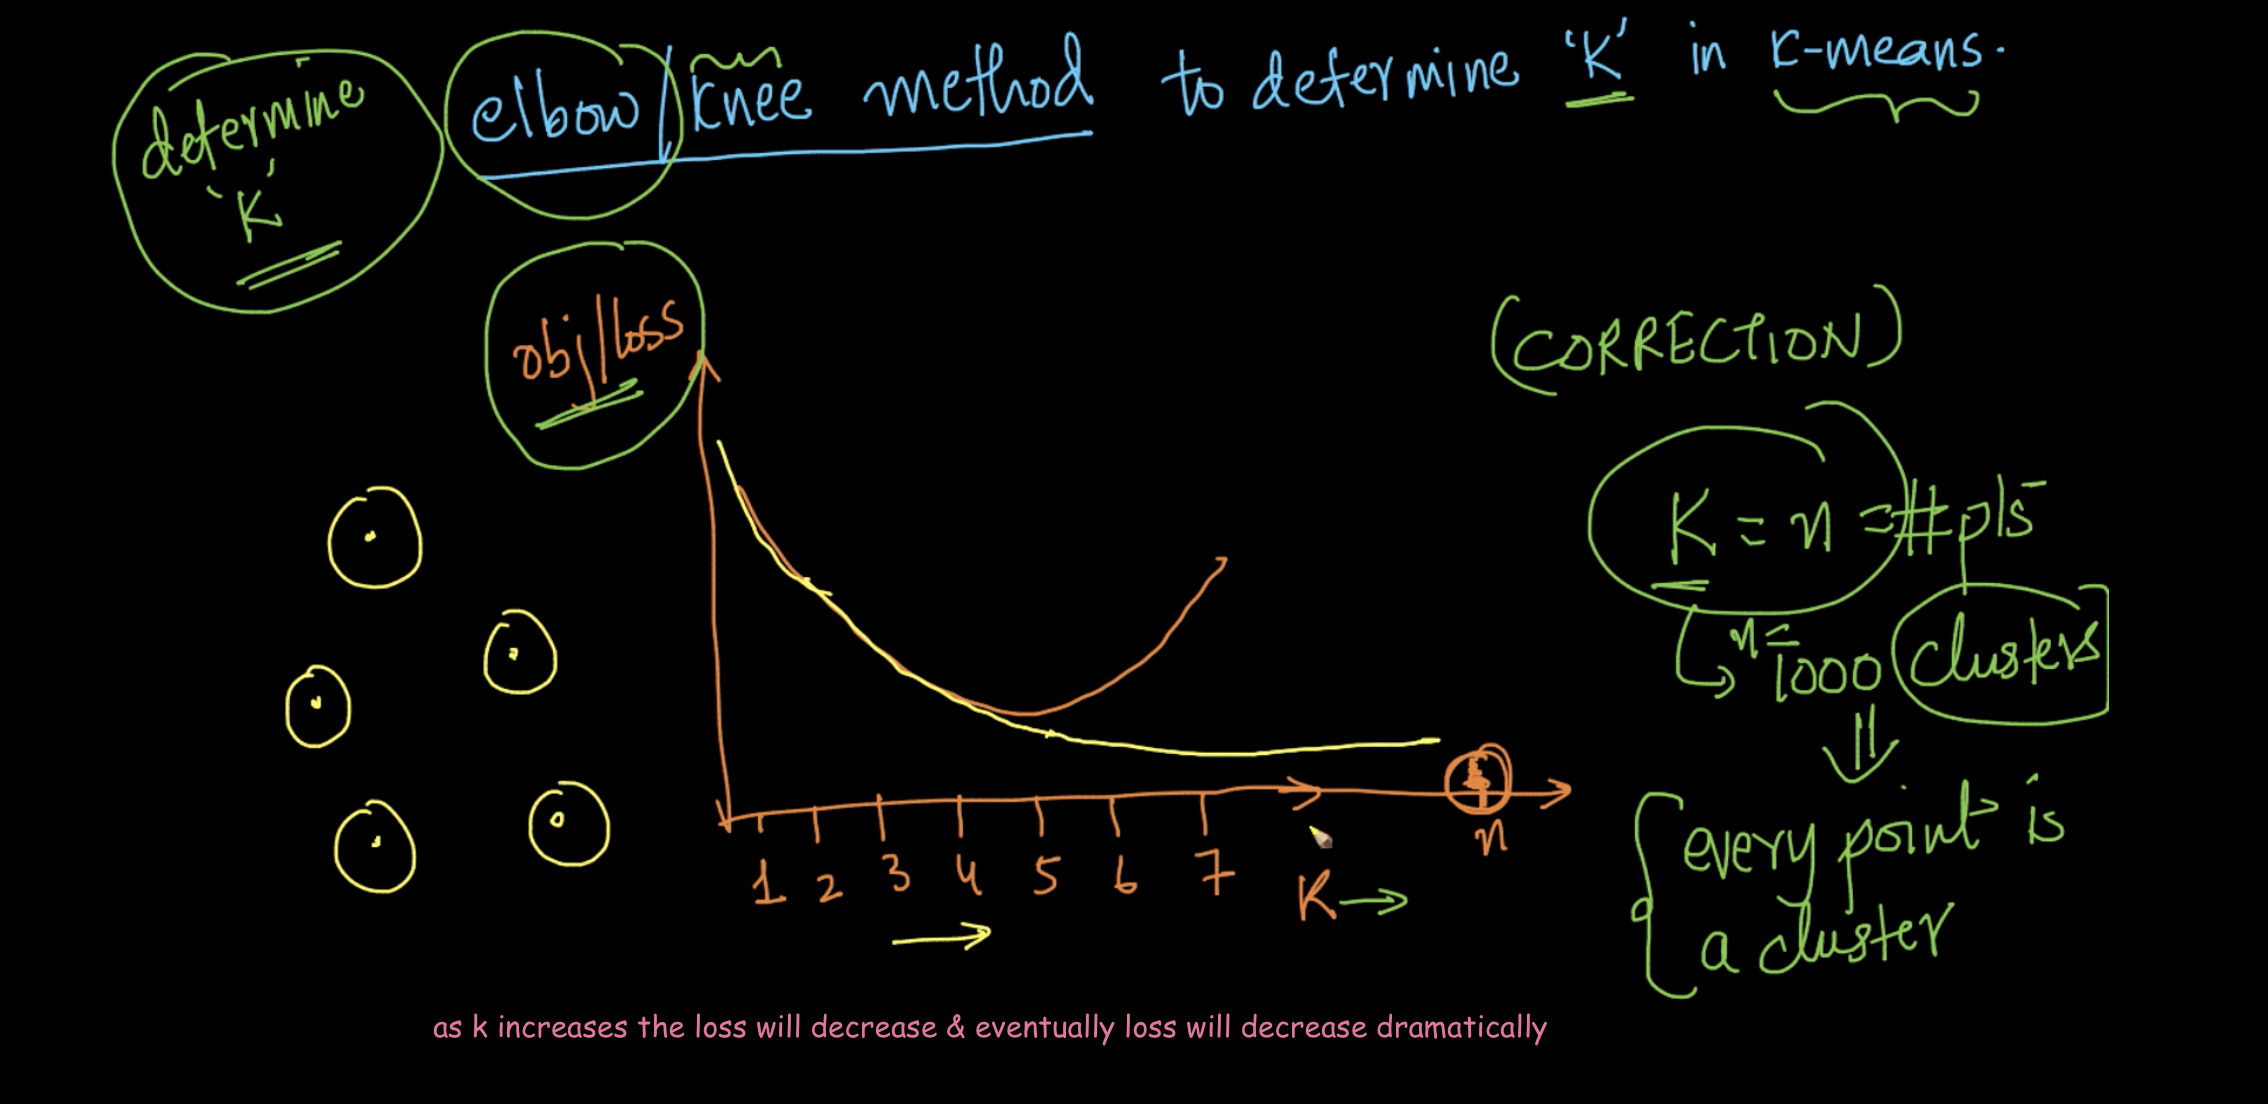 elbow/knee method to determine 'K' in K-means.
determine
'K'
obj/loss
(CORRECTION)
K = n = #pts
n=
1000 clusters
every point is
a cluster
1 2 3 4 5 6 7 K → n
as k increases the loss will decrease & eventually loss will decrease dramatically